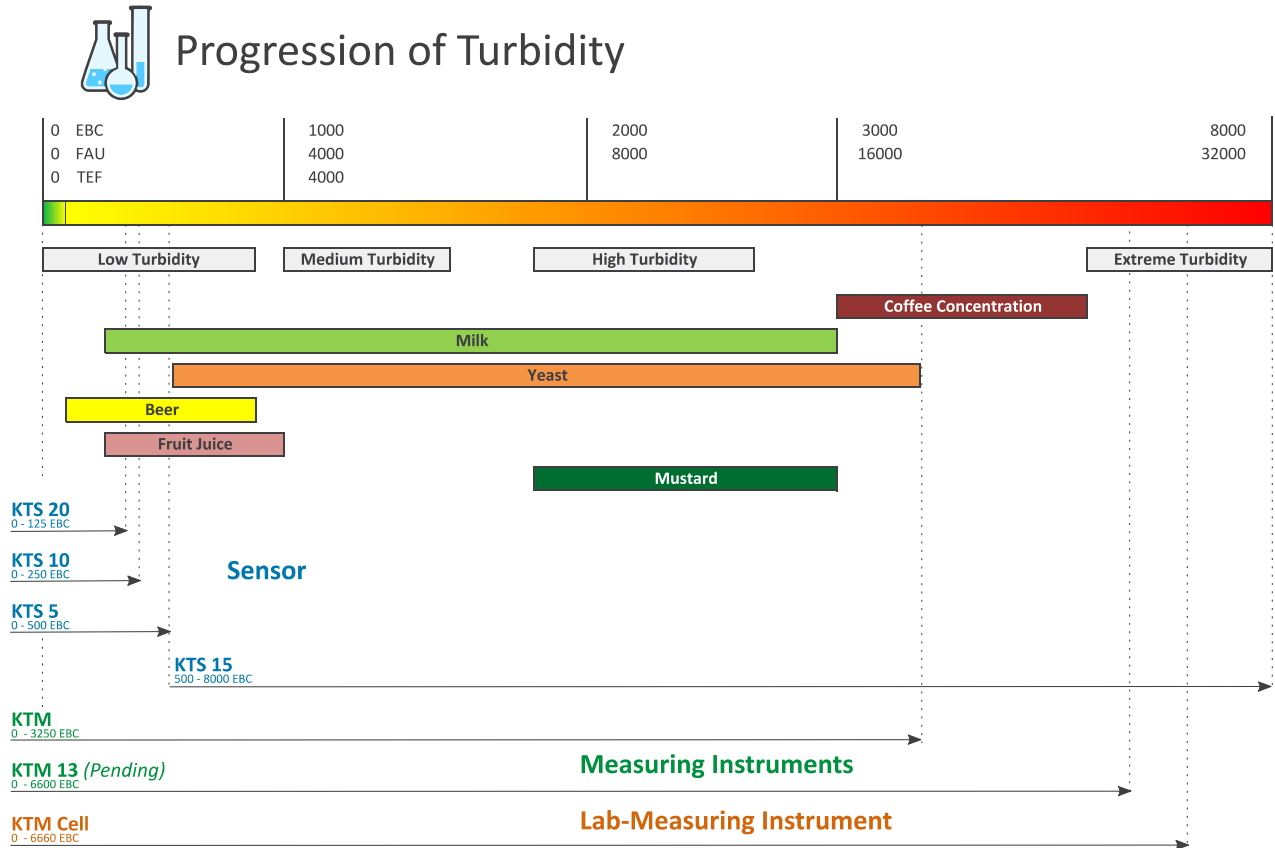 Progression of Turbidity
0 EBC 1000 2000 3000 8000
0 FAU 4000 8000 16000 32000
0 TEF 4000
Low Turbidity Medium Turbidity High Turbidity Extreme Turbidity
Coffee Concentration
Milk
Yeast
Beer
Fruit Juice
Mustard
KTS 20
0 - 125 EBC
KTS 10
0 - 250 EBC
Sensor
KTS 5
0 - 500 EBC
KTS 15
500 - 8000 EBC
KTM
0 - 3250 EBC
Measuring Instruments
KTM 13 (Pending)
0 - 6600 EBC
Lab-Measuring Instrument
KTM Cell
0 - 6660 EBC